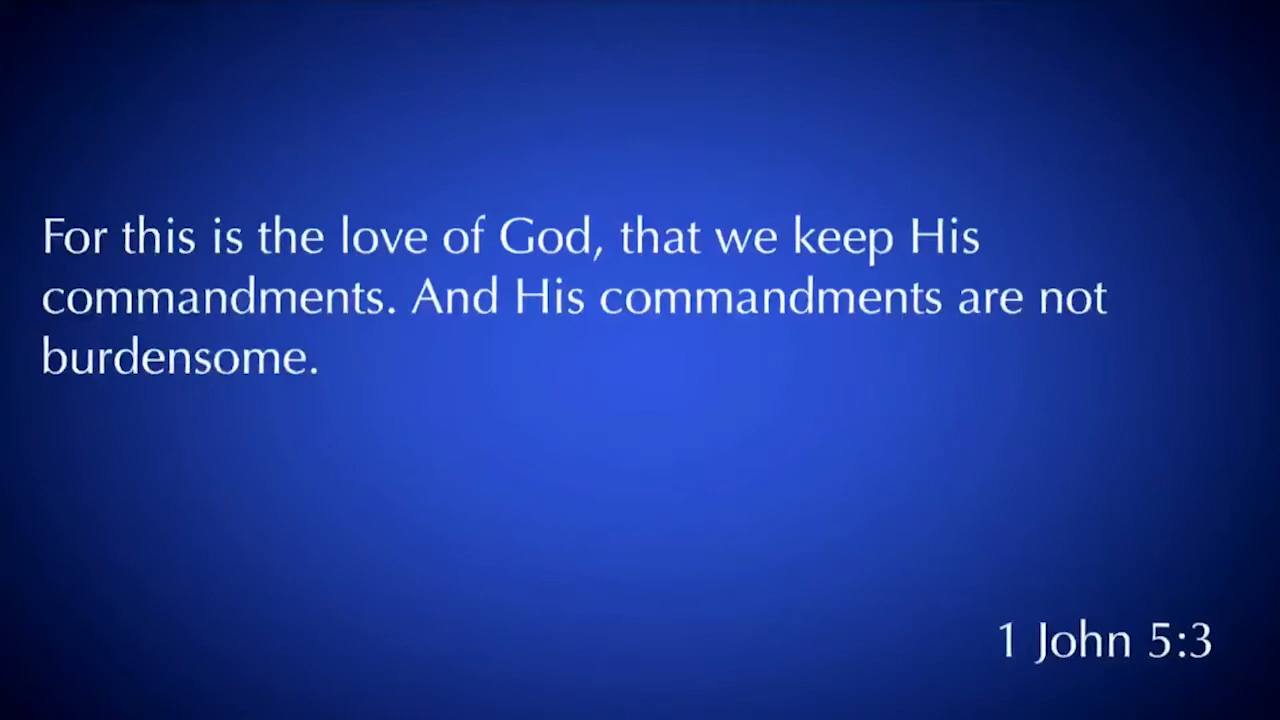 For this is the love of God, that we keep His
commandments. And His commandments are not
burdensome.
1 John 5:3